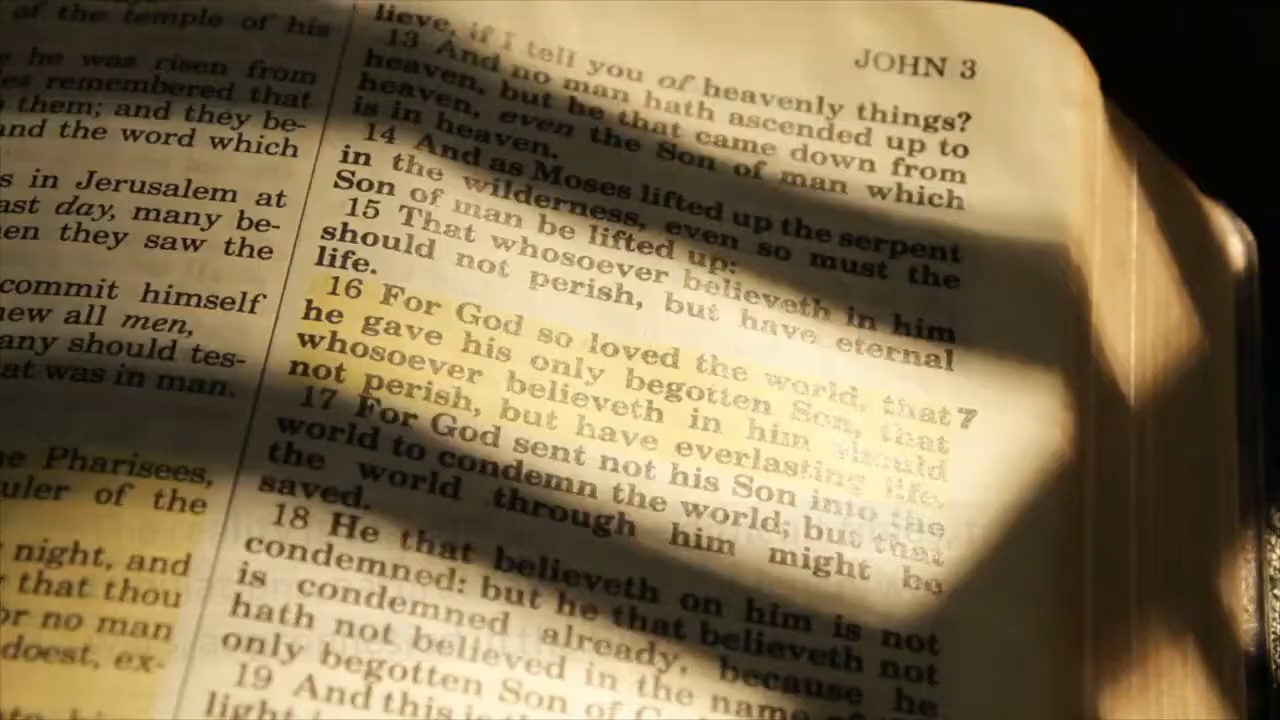 of the temple of his
he was risen from
es remembered that
them; and they be-
and the word which
s in Jerusalem at
ast day, many be-
en they saw the
commit himself
new all men,
any should tes-
at was in man.
e Pharisees,
uler of the
night, and
that thou
or no man
doest, ex-
JOHN 3
lieve, if I tell you of heavenly things?
13 And no man hath ascended up to
heaven, but he that came down from
heaven, even the Son of man which
is in heaven.
14 And as Moses lifted up the serpent
in the wilderness, even so must the
Son of man be lifted up:
15 That whosoever believeth in him
should not perish, but have eternal
life.
16 For God so loved the world, that
he gave his only begotten Son, that
whosoever believeth in him should
not perish, but have everlasting life.
17 For God sent not his Son into the
world to condemn the world; but that
the world through him might be
saved.
18 He that believeth on him is not
condemned: but he that believeth not
is condemned already, because he
hath not believed in the name of
only begotten Son of
19 And this is
light
7